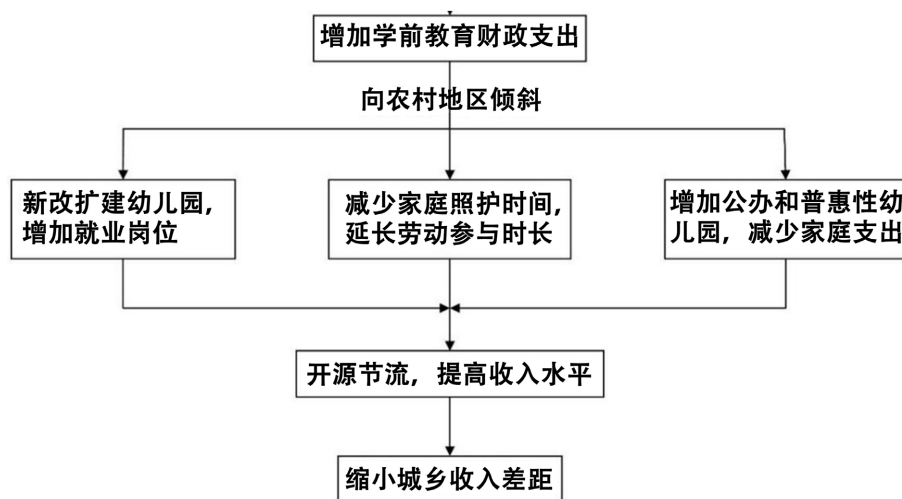 增加学前教育财政支出
向农村地区倾斜
新改扩建幼儿园，
增加就业岗位
减少家庭照护时间，
延长劳动参与时长
增加公办和普惠性幼
儿园，减少家庭支出
开源节流，提高收入水平
缩小城乡收入差距